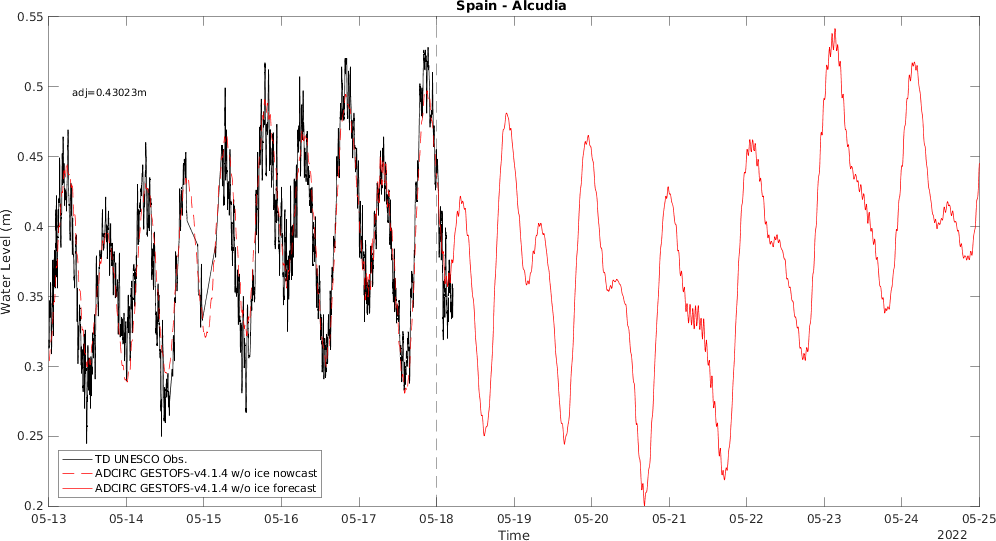 Spain - Alcudia
0.55
0.5
0.45
0.4
0.35
0.3
0.25
0.2
Water Level (m)
adj=0.43023m
TD UNESCO Obs.
ADCIRC GESTOFS-v4.1.4 w/o ice nowcast
ADCIRC GESTOFS-v4.1.4 w/o ice forecast
05-13 05-14 05-15 05-16 05-17 05-18 05-19 05-20 05-21 05-22 05-23 05-24 05-25
Time
2022